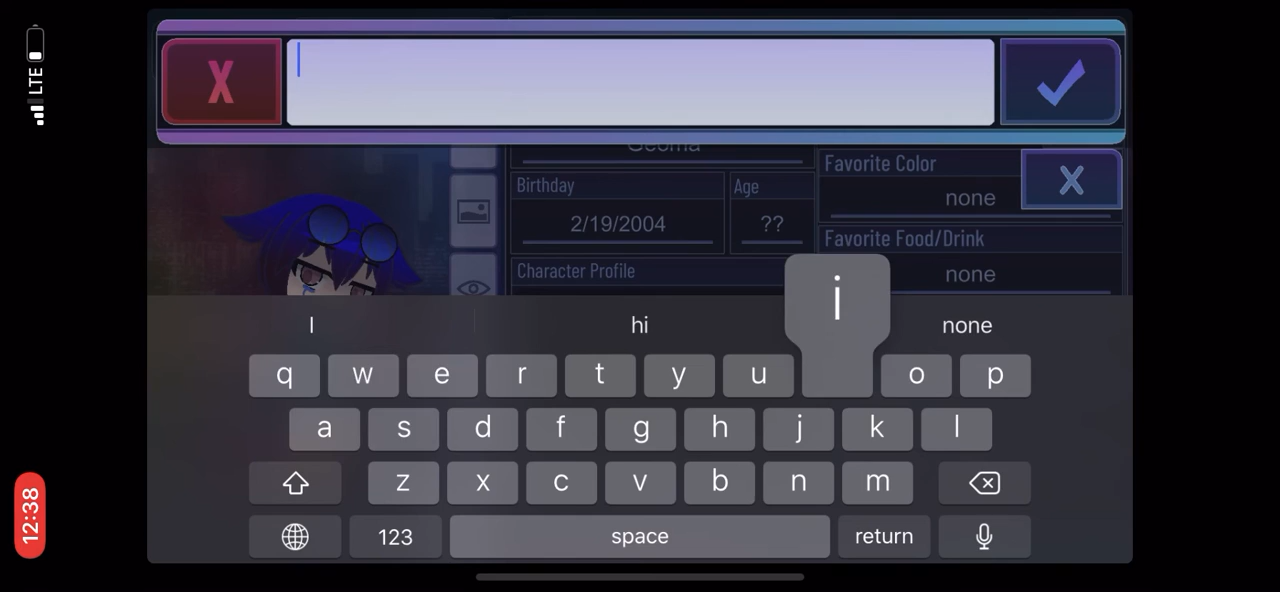 LTE
12:38
X
Geoma
Birthday
Age
2/19/2004
??
Character Profile
Favorite Color
none
X
Favorite Food/Drink
none
I
hi
none
i
q w e r t y u o p
a s d f g h j k l
z x c v b n m
123 space return